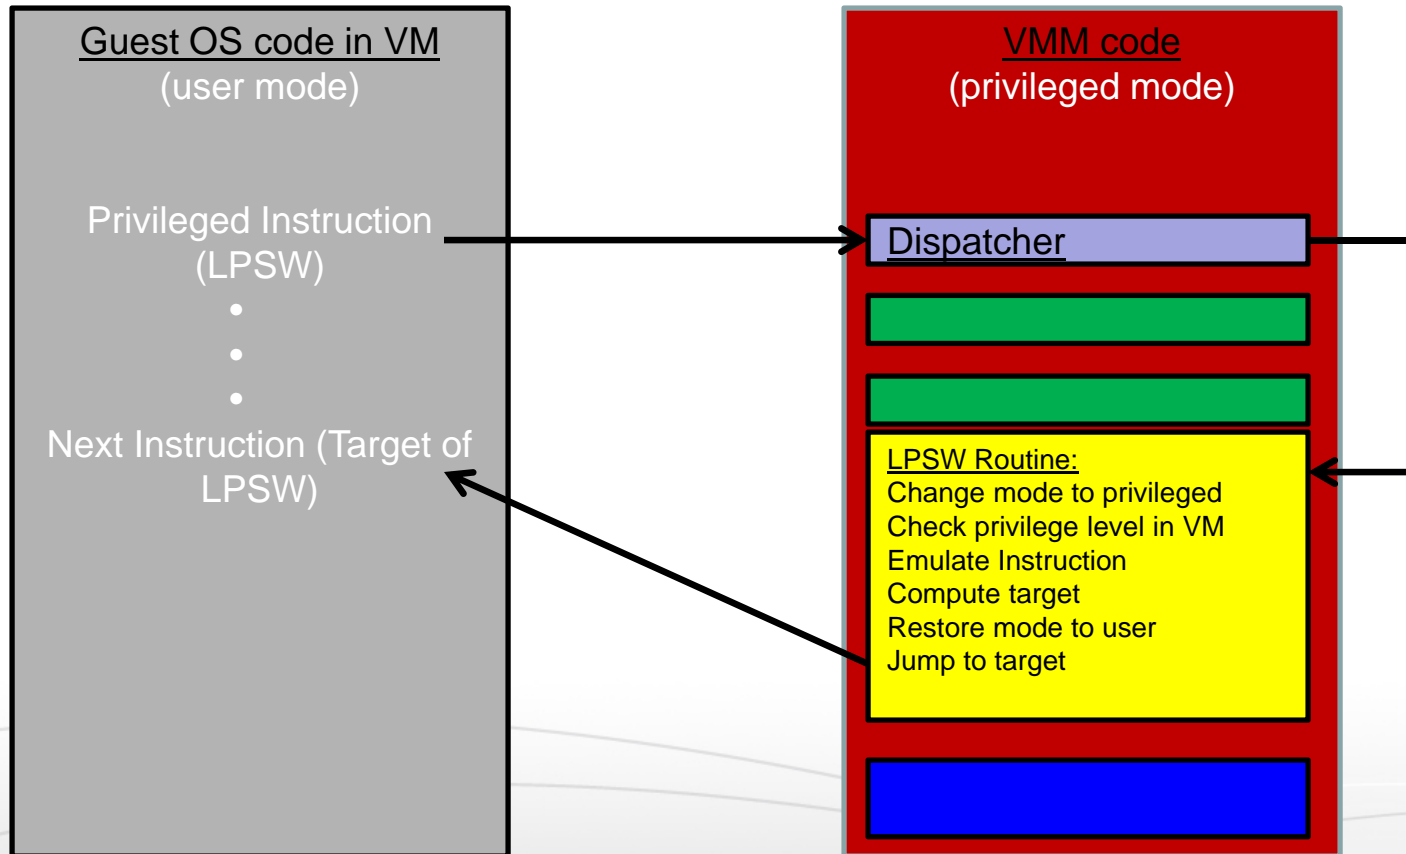 Guest OS code in VM
(user mode)
Privileged Instruction
(LPSW)
•
•
•
Next Instruction (Target of
LPSW)
VMM code
(privileged mode)
Dispatcher
LPSW Routine:
Change mode to privileged
Check privilege level in VM
Emulate Instruction
Compute target
Restore mode to user
Jump to target